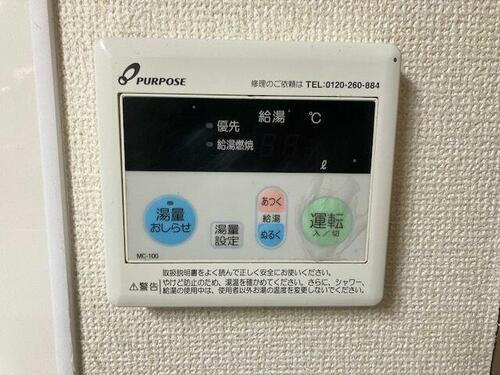 PURPOSE
修理のご依頼は TEL:0120-260-884
給湯 ℃
優先
給湯燃焼
ℓ
湯量
おしらせ
湯量
設定
あつく
給湯
ぬるく
運転
入/切
MC-100
取扱説明書をよく読んで正しく安全にお使いください。
⚠警告
やけど防止のため、湯温を確かめてください。さらに、シャワー、
給湯の使用中は、使用者以外お湯の温度を変更しないでください。